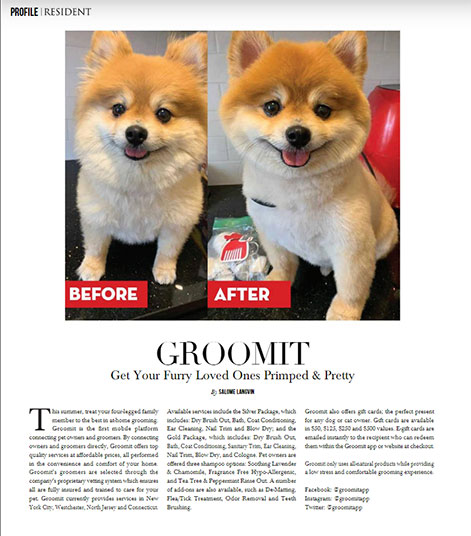 PROFILE | RESIDENT
BEFORE
AFTER
GROOMIT
Get Your Furry Loved Ones Primped & Pretty
By SALOME LANGVIN
This summer, treat your four-legged family
member to the best in at-home grooming.
Groomit is the first mobile platform
connecting pet owners and groomers. By connecting
owners and groomers directly, Groomit offers top
quality services at affordable prices, all performed
in the convenience and comfort of your home.
Groomit's groomers are selected through the
company's proprietary vetting system which ensures
all are fully insured and trained to care for your
pet. Groomit currently provides services in New
York City, Westchester, North Jersey and Connecticut.
Available services include the Silver Package, which
includes: Dry Brush Out, Bath, Coat Conditioning,
Ear Cleaning, Nail Trim and Blow Dry; and the
Gold Package, which includes: Dry Brush Out,
Bath, Coat Conditioning, Sanitary Trim, Ear Cleaning,
Nail Trim, Blow Dry, and Cologne. Pet owners are
offered three shampoo options: Soothing Lavender
& Chamomile, Fragrance Free Hypo-Allergenic,
and Tea Tree & Peppermint Rinse Out. A number
of add-ons are also available, such as De-Matting,
Flea/Tick Treatment, Odor Removal and Teeth
Brushing.
Groomit also offers gift cards; the perfect present
for any dog or cat owner. Gift cards are available
in $50, $125, $250 and $500 values. Egift cards are
emailed instantly to the recipient who can redeem
them within the Groomit app or website at checkout.
Groomit only uses all-natural products while providing
a low stress and comfortable grooming experience.
Facebook: @groomitapp
Instagram: @groomitapp
Twitter: @groomitapp